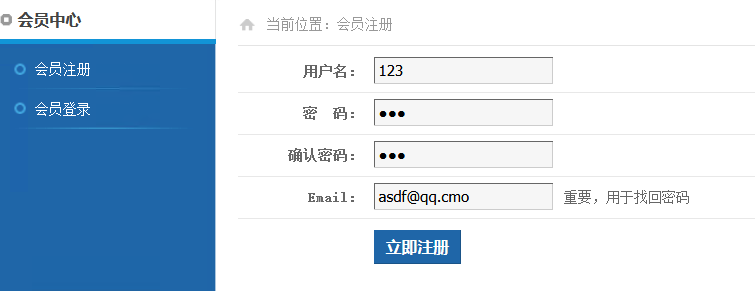 会员中心
会员注册
会员登录
当前位置：会员注册
用户名： 123
密 码： ●●●
确认密码： ●●●
Email： asdf@qq.cmo 重要，用于找回密码
立即注册